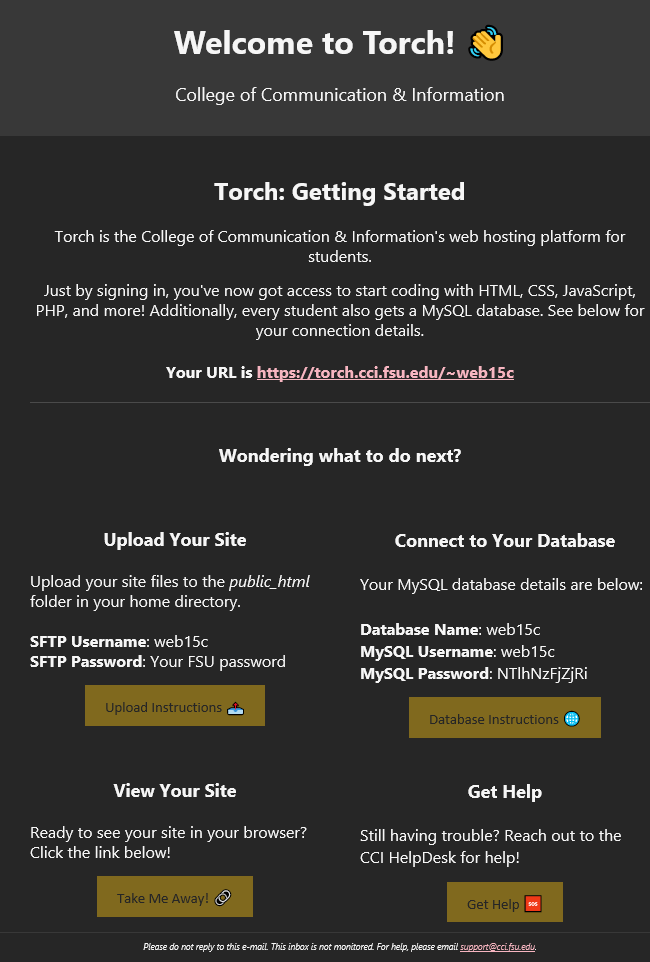 Welcome to Torch! 👋
College of Communication & Information
Torch: Getting Started
Torch is the College of Communication & Information's web hosting platform for
students.
Just by signing in, you've now got access to start coding with HTML, CSS, JavaScript,
PHP, and more! Additionally, every student also gets a MySQL database. See below for
your connection details.
Your URL is https://torch.cci.fsu.edu/~web15c
Wondering what to do next?
Upload Your Site
Upload your site files to the public_html
folder in your home directory.
SFTP Username: web15c
SFTP Password: Your FSU password
Upload Instructions 📤
Connect to Your Database
Your MySQL database details are below:
Database Name: web15c
MySQL Username: web15c
MySQL Password: NTlhNzFjZjRi
Database Instructions 🌐
View Your Site
Ready to see your site in your browser?
Click the link below!
Take Me Away! 🔗
Get Help
Still having trouble? Reach out to the
CCI HelpDesk for help!
Get Help 🆘
Please do not reply to this e-mail. This inbox is not monitored. For help, please email support@cci.fsu.edu.